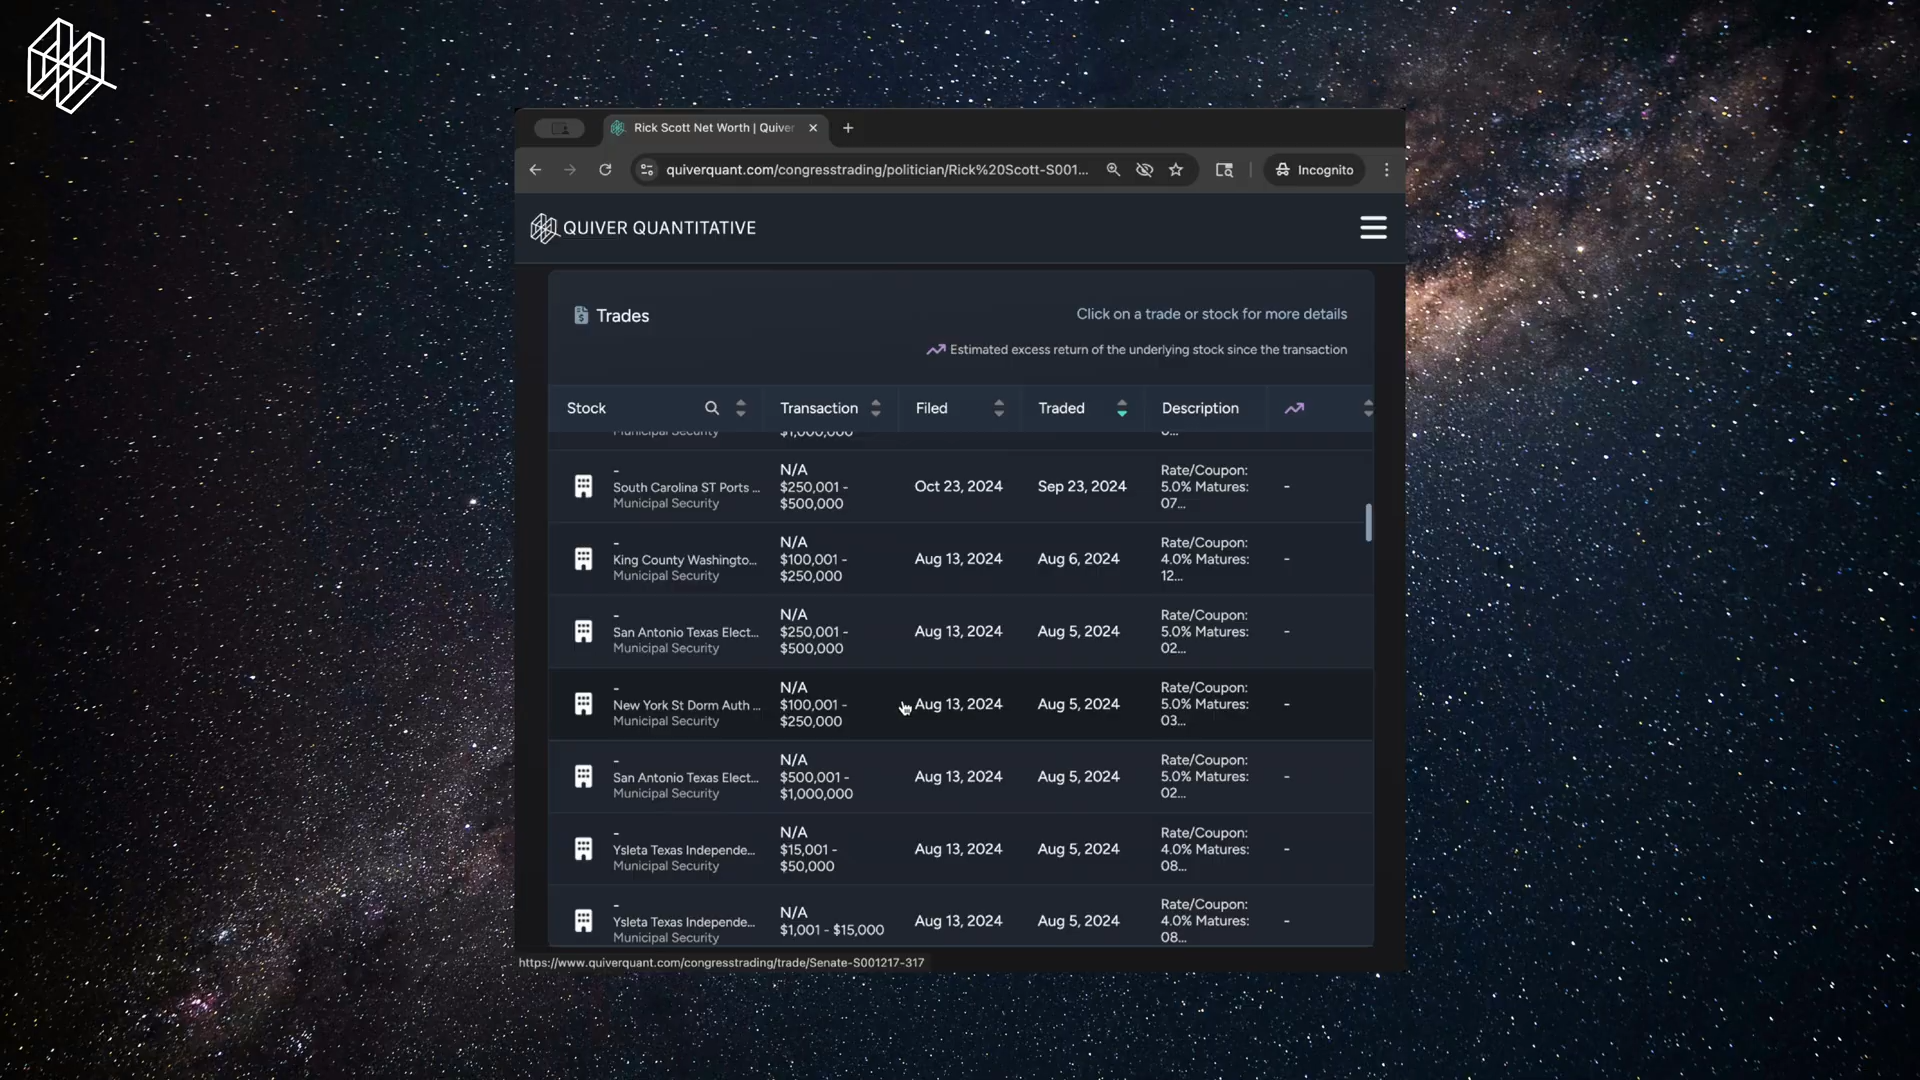 Rick Scott Net Worth | Quiver
quiverquant.com/congresstrading/politician/Rick%20Scott-S001...
Incognito
QUIVER QUANTITATIVE
Trades
Click on a trade or stock for more details
Estimated excess return of the underlying stock since the transaction
Stock Transaction Filed Traded Description
Municipal Security $1,000,000
-
South Carolina ST Ports ...
Municipal Security
N/A
$250,001 -
$500,000
Oct 23, 2024
Sep 23, 2024
Rate/Coupon:
5.0% Matures:
07...
-
-
King County Washingto...
Municipal Security
N/A
$100,001 -
$250,000
Aug 13, 2024
Aug 6, 2024
Rate/Coupon:
4.0% Matures:
12...
-
-
San Antonio Texas Elect...
Municipal Security
N/A
$250,001 -
$500,000
Aug 13, 2024
Aug 5, 2024
Rate/Coupon:
5.0% Matures:
02...
-
-
New York St Dorm Auth ...
Municipal Security
N/A
$100,001 -
$250,000
Aug 13, 2024
Aug 5, 2024
Rate/Coupon:
5.0% Matures:
03...
-
-
San Antonio Texas Elect...
Municipal Security
N/A
$500,001 -
$1,000,000
Aug 13, 2024
Aug 5, 2024
Rate/Coupon:
5.0% Matures:
02...
-
-
Ysleta Texas Independe...
Municipal Security
N/A
$15,001 -
$50,000
Aug 13, 2024
Aug 5, 2024
Rate/Coupon:
4.0% Matures:
08...
-
-
Ysleta Texas Independe...
Municipal Security
N/A
$1,001 - $15,000
Aug 13, 2024
Aug 5, 2024
Rate/Coupon:
4.0% Matures:
08...
-
https://www.quiverquant.com/congresstrading/trade/Senate-S001217-317